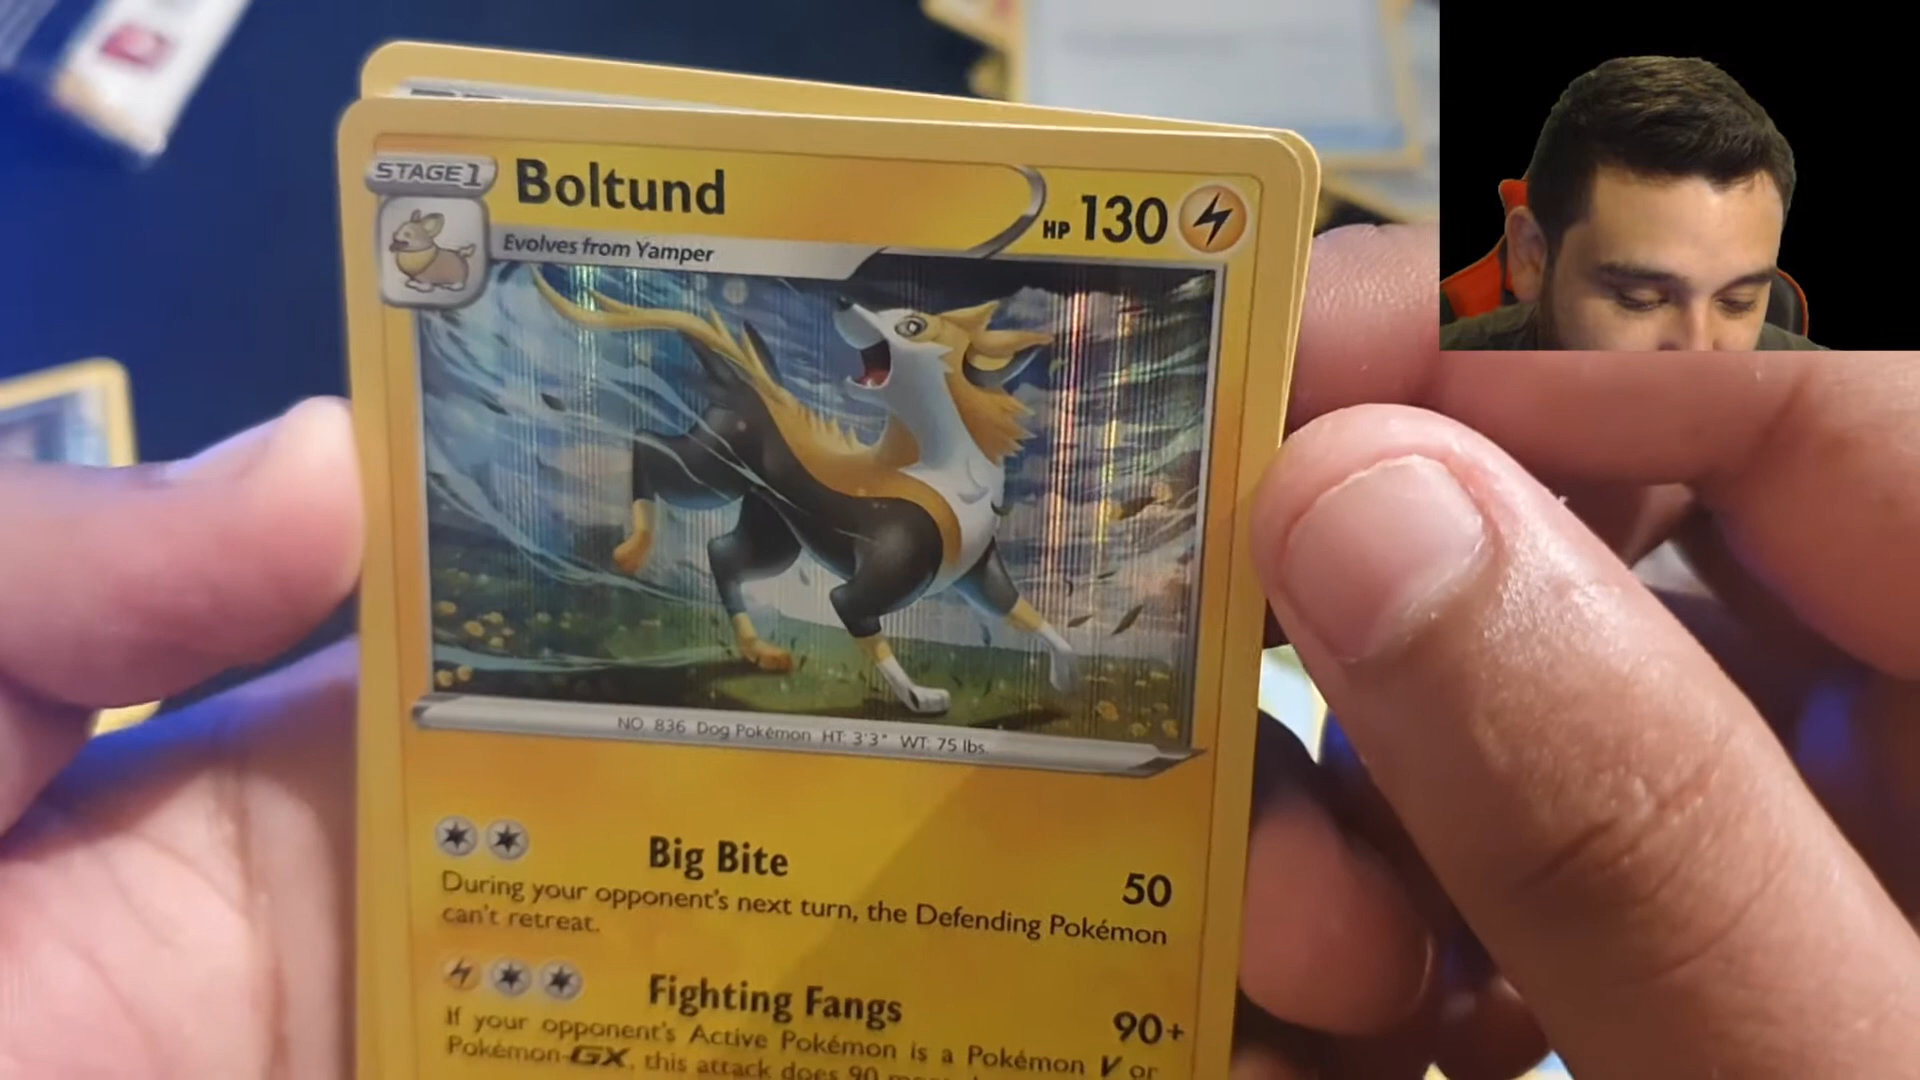 STAGE 1
Boltund
HP 130
Evolves from Yamper
NO. 836 Dog Pokémon HT: 3'3" WT: 75 lbs.
Big Bite 50
During your opponent's next turn, the Defending Pokémon
can't retreat.
Fighting Fangs 90+
If your opponent's Active Pokémon is a Pokémon V or
Pokémon-GX, this attack does 90